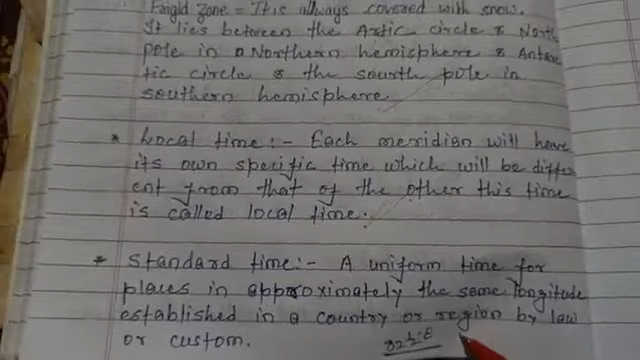 Frigid zone = It is always covered with snow.
It lies between the Arctic circle & North
pole in a Northern hemisphere & Antarc
tic circle & the south pole in
southern hemisphere.
* Local time :- Each meridian will have
its own specific time which will be differ
ent from that of the other this time
is called local time.
* Standard time :- A uniform time for
places in approximately the same longitude
established in a country or region by law
or custom.
82½°E